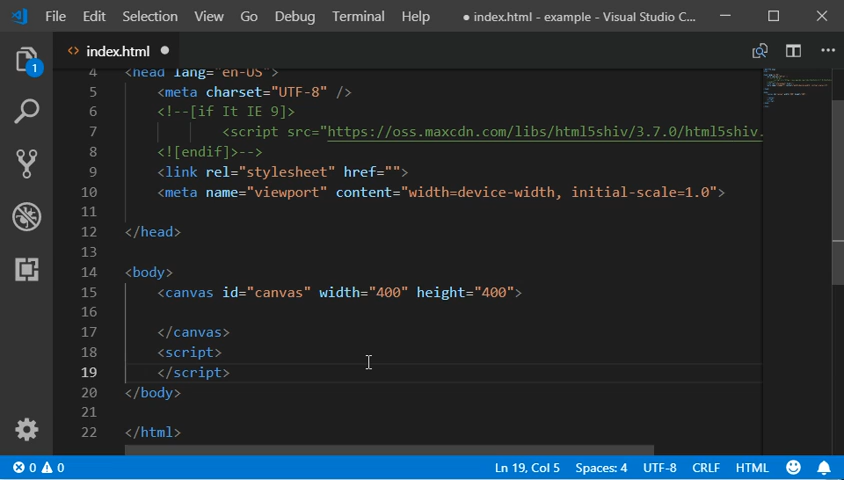 File Edit Selection View Go Debug Terminal Help ● index.html - example - Visual Studio C...
<> index.html ●
1
4 <head lang="en-US">
5 <meta charset="UTF-8" />
6 <!--[if It IE 9]>
7 <script src="https://oss.maxcdn.com/libs/html5shiv/3.7.0/html5shiv.
8 <![endif]>-->
9 <link rel="stylesheet" href="">
10 <meta name="viewport" content="width=device-width, initial-scale=1.0">
11
12 </head>
13
14 <body>
15 <canvas id="canvas" width="400" height="400">
16
17 </canvas>
18 <script>
19 </script>
20 </body>
21
22 </html>
0 0 Ln 19, Col 5 Spaces: 4 UTF-8 CRLF HTML